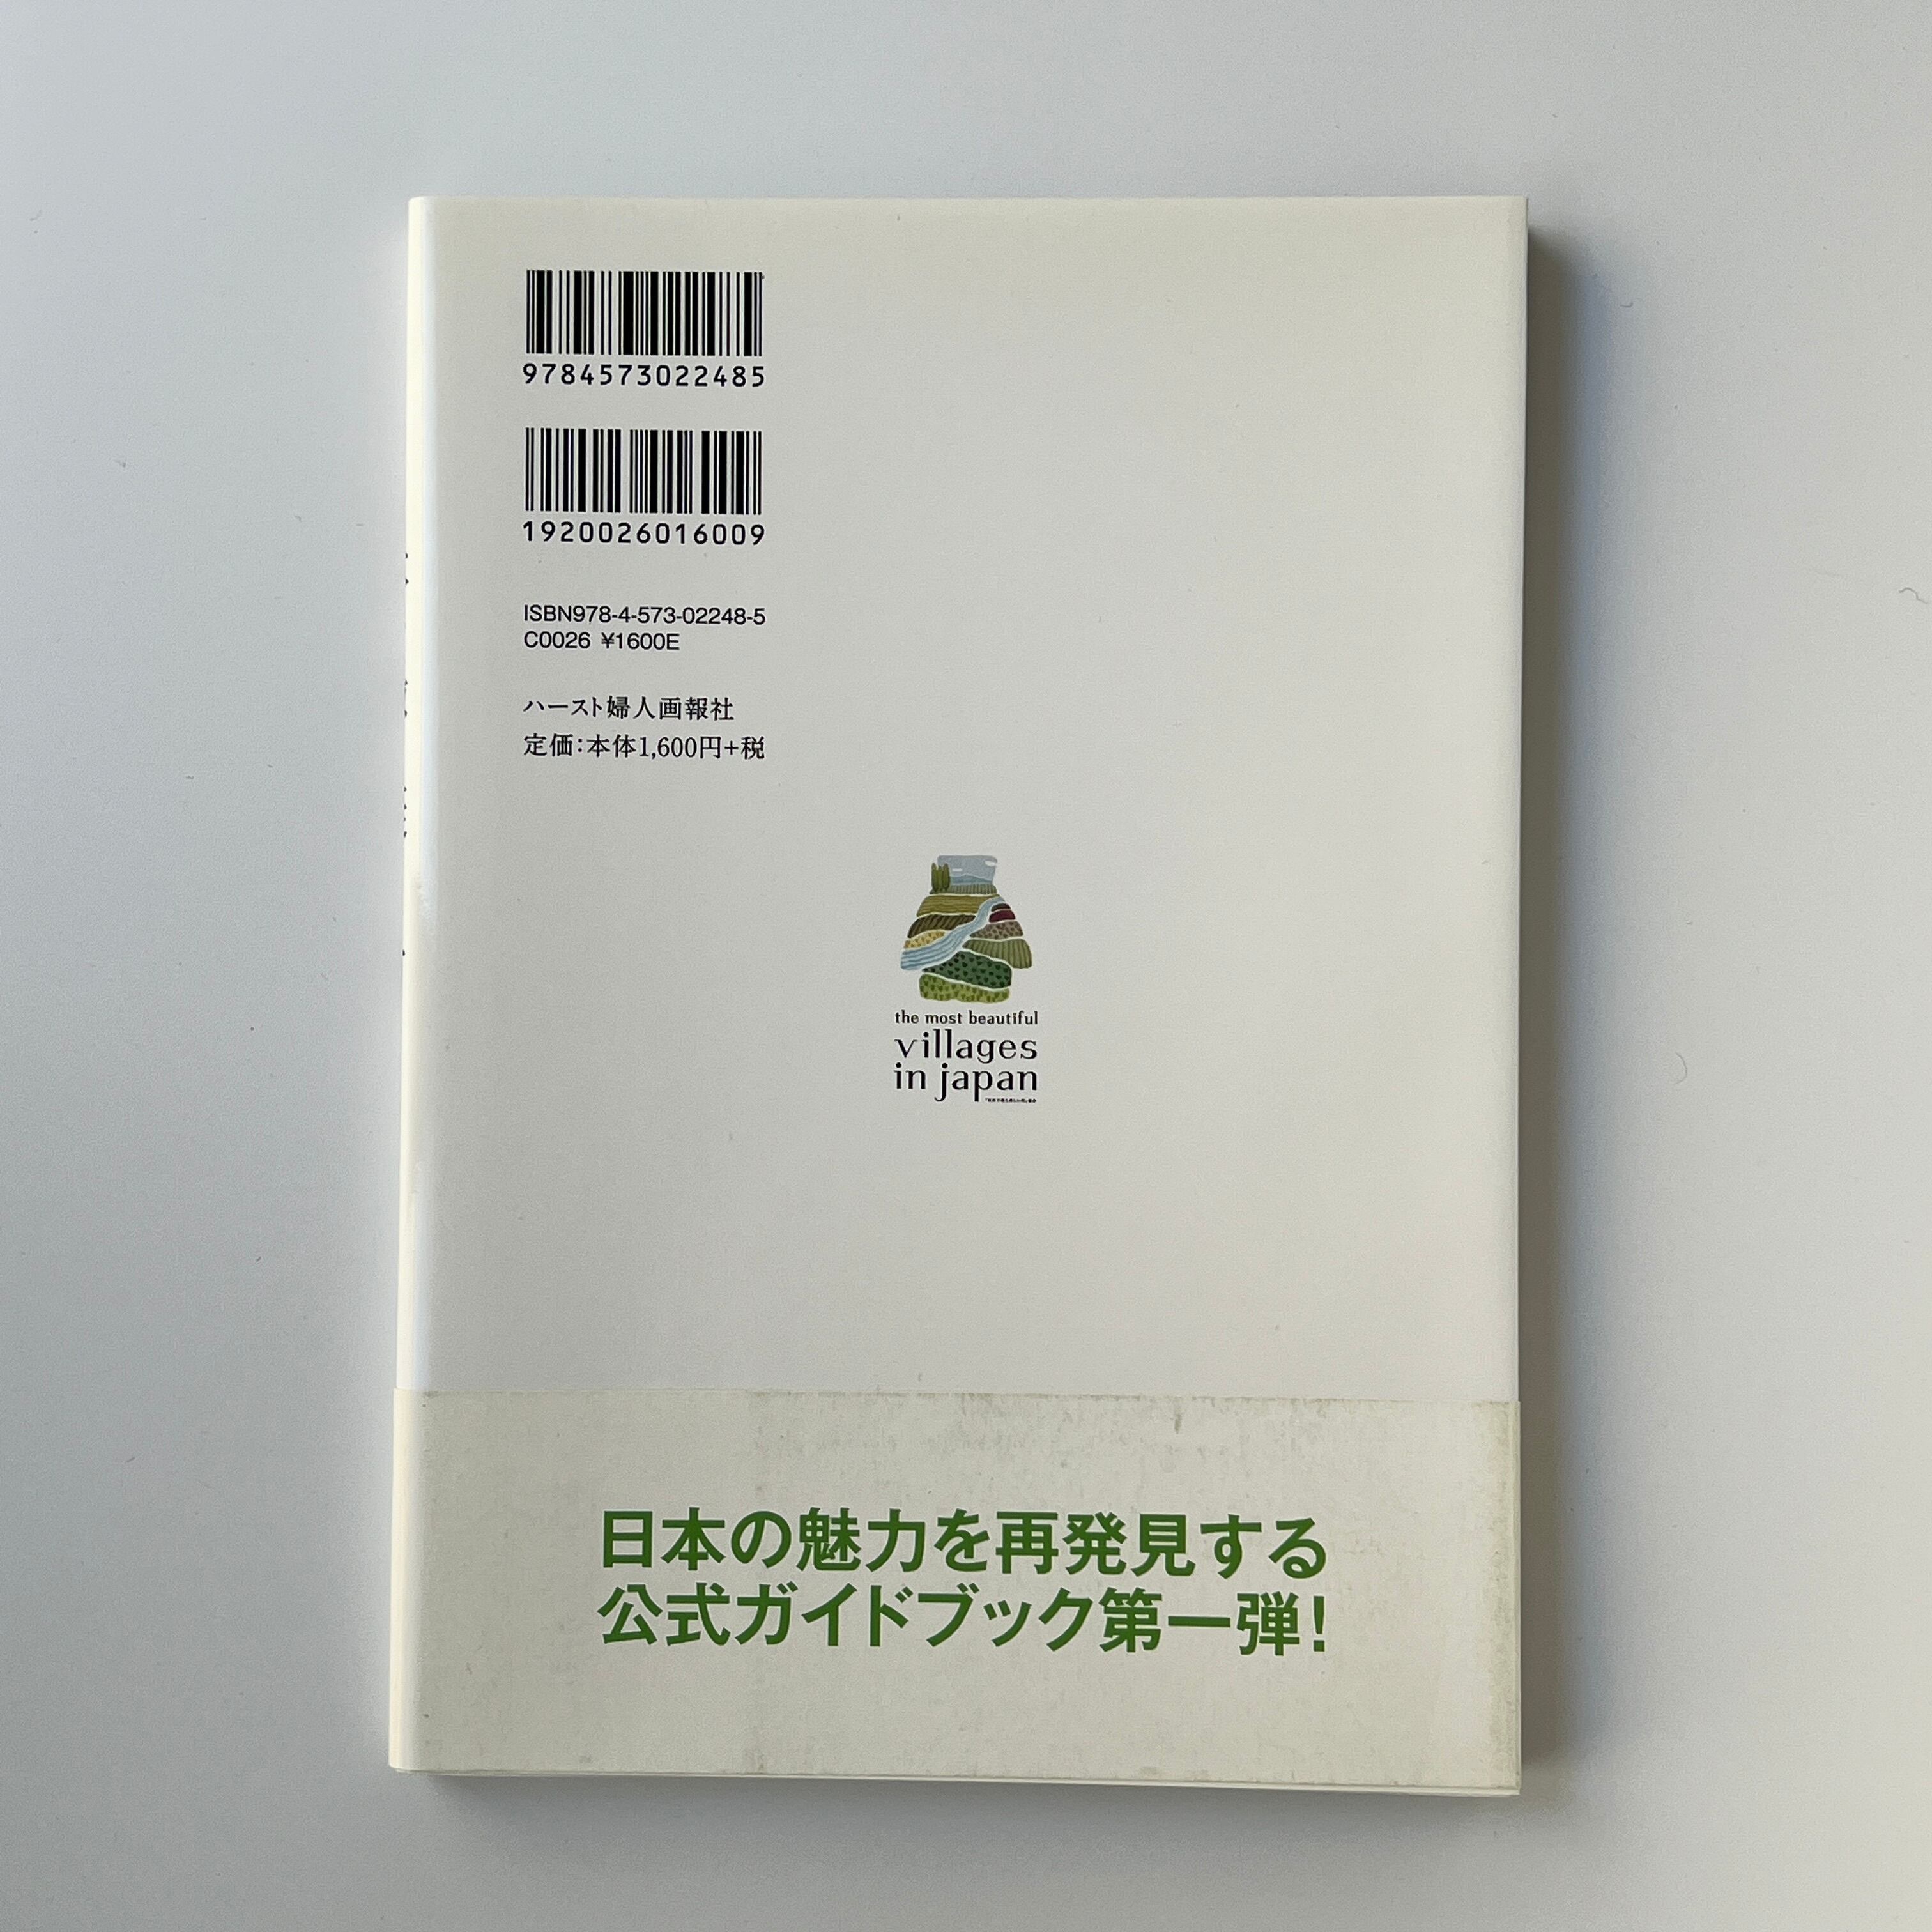 9784573022485
1920026016009
ISBN978-4-573-02248-5
C0026 ¥1600E
ハースト婦人画報社
定価:本体1,600円+税
the most beautiful
villages
in japan
日本の魅力を再発見する
公式ガイドブック第一弾!